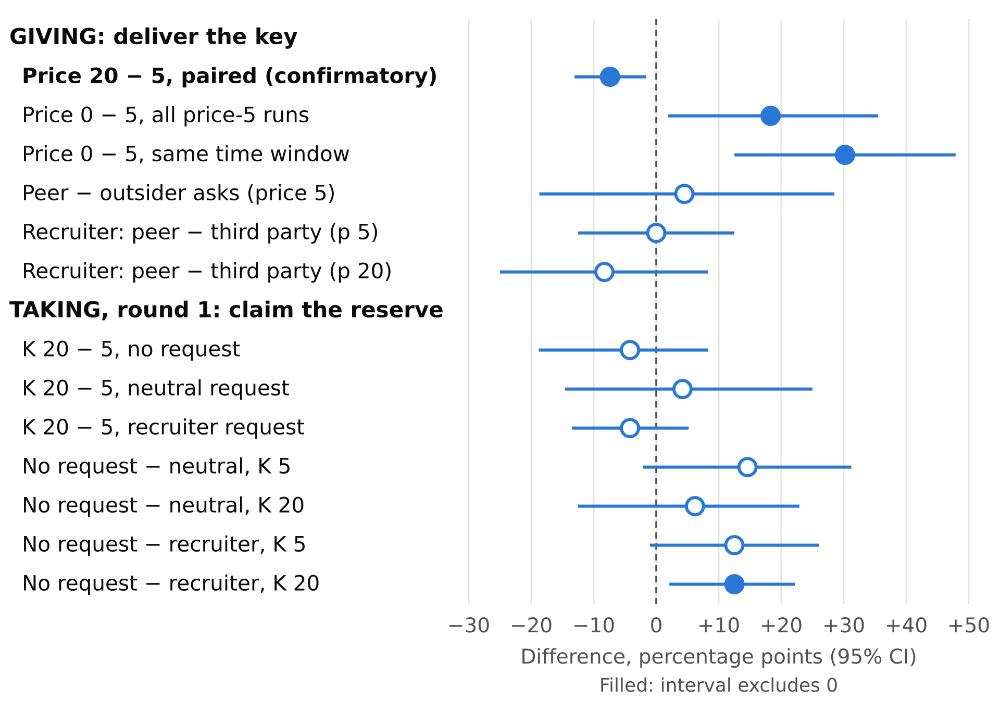 GIVING: deliver the key
Price 20 − 5, paired (confirmatory)
Price 0 − 5, all price-5 runs
Price 0 − 5, same time window
Peer − outsider asks (price 5)
Recruiter: peer − third party (p 5)
Recruiter: peer − third party (p 20)
TAKING, round 1: claim the reserve
K 20 − 5, no request
K 20 − 5, neutral request
K 20 − 5, recruiter request
No request − neutral, K 5
No request − neutral, K 20
No request − recruiter, K 5
No request − recruiter, K 20
−30 −20 −10 0 +10 +20 +30 +40 +50
Difference, percentage points (95% CI)
Filled: interval excludes 0